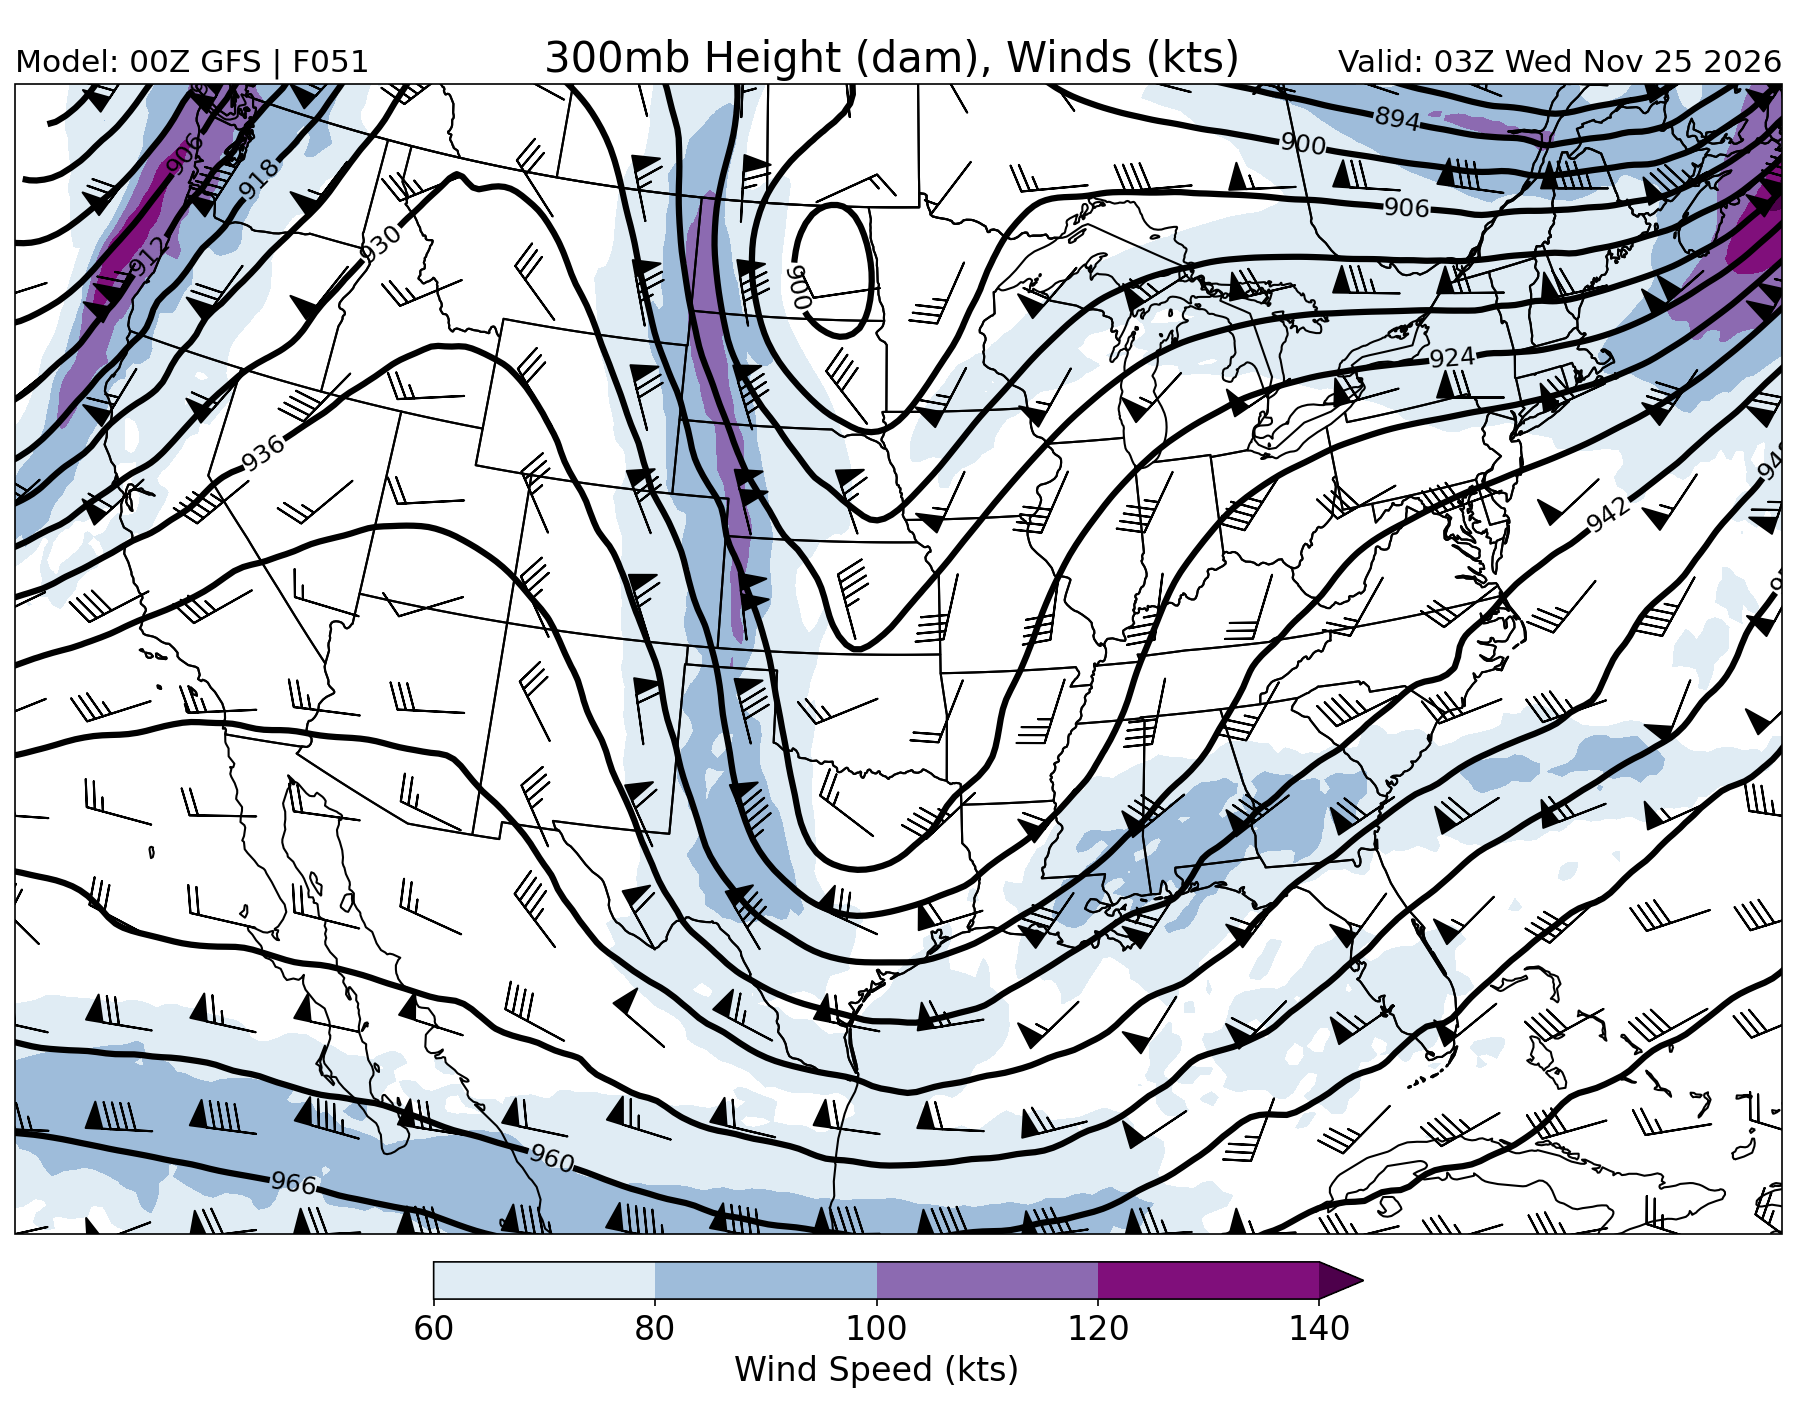 Model: 00Z GFS | F051
300mb Height (dam), Winds (kts)
Valid: 03Z Wed Nov 25 2026
894
900
906
918
906
930
912
900
924
936
942
960
966
60 80 100 120 140
Wind Speed (kts)